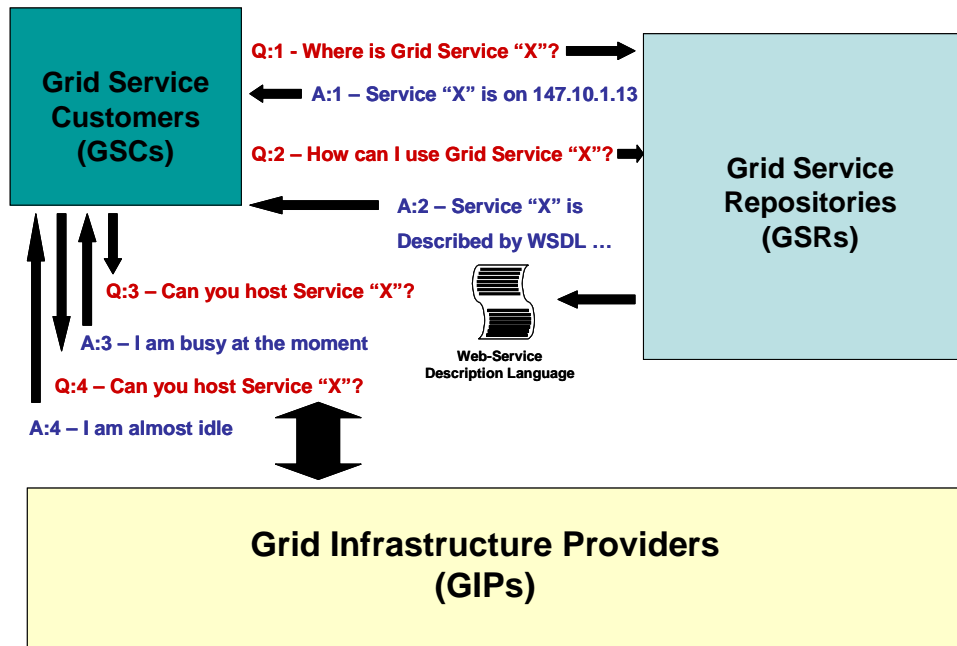 Grid Service
Customers
(GSCs)
Q:1 - Where is Grid Service “X”?
A:1 – Service “X” is on 147.10.1.13
Q:2 – How can I use Grid Service “X”?
A:2 – Service “X” is
Described by WSDL …
Grid Service
Repositories
(GSRs)
Web-Service
Description Language
Q:3 – Can you host Service “X”?
A:3 – I am busy at the moment
Q:4 – Can you host Service “X”?
A:4 – I am almost idle
Grid Infrastructure Providers
(GIPs)